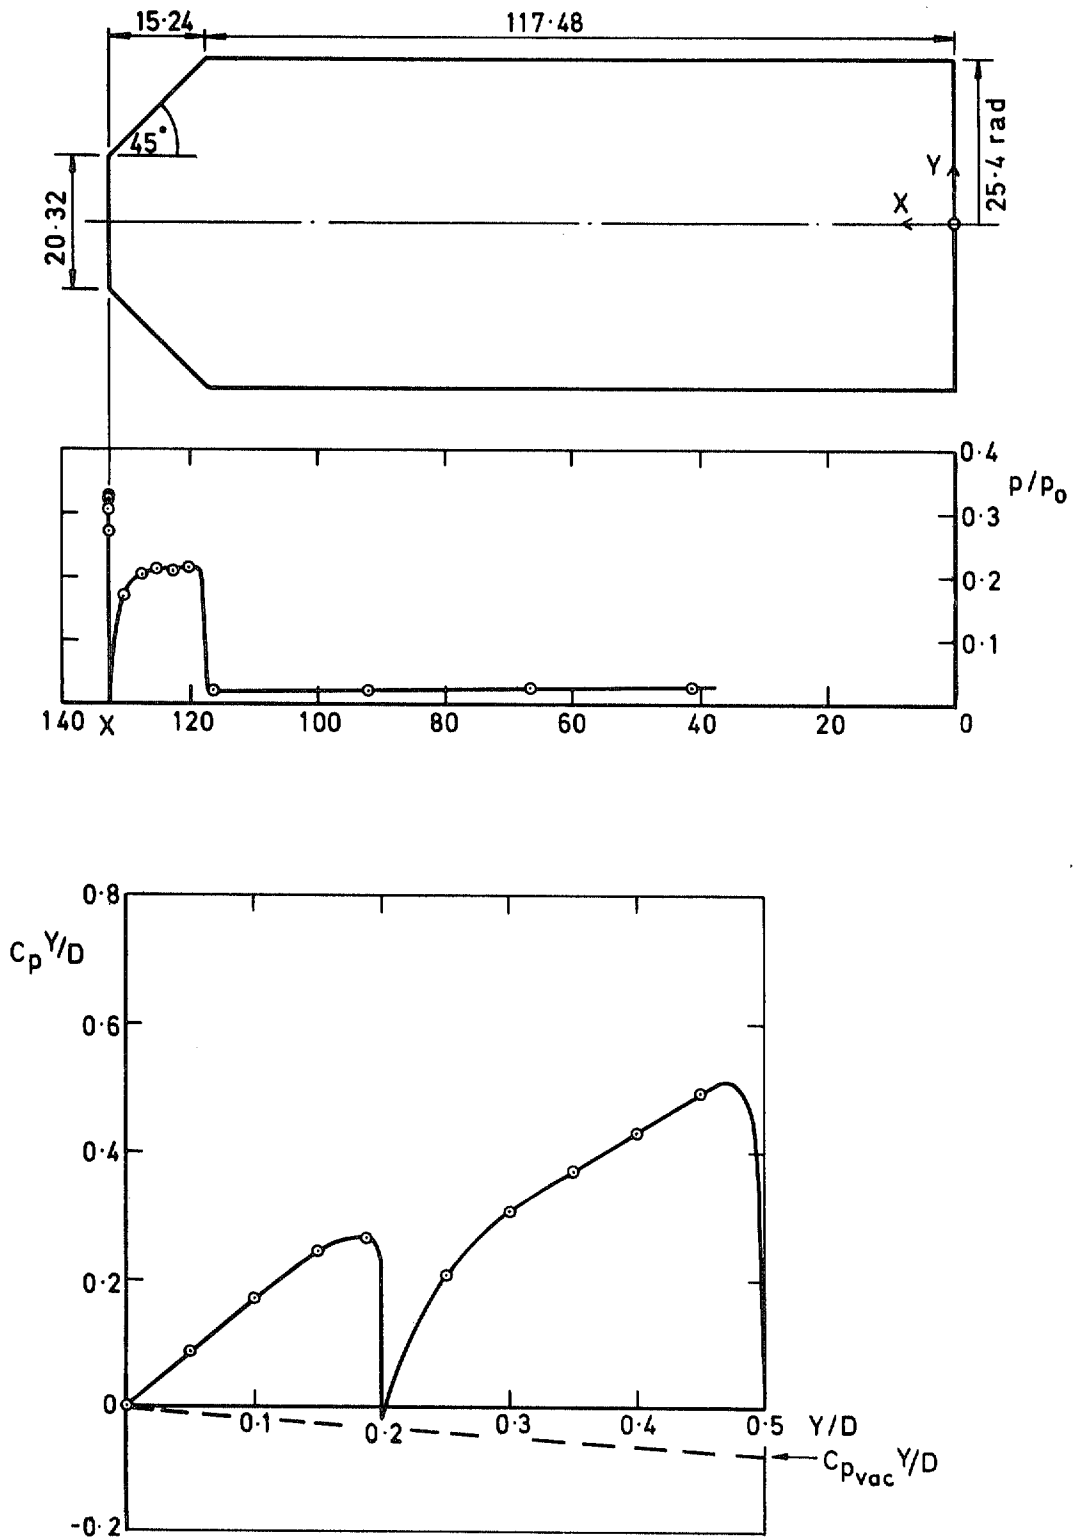 15·24
117·48
45°
20·32
25·4 rad
Y
X
0·4
p/p₀
0·3
0·2
0·1
140 X 120 100 80 60 40 20 0
0·8
Cₚ Y/D
0·6
0·4
0·2
0
0·1 0·2 0·3 0·4 0·5 Y/D
Cₚᵥₐc Y/D
-0·2